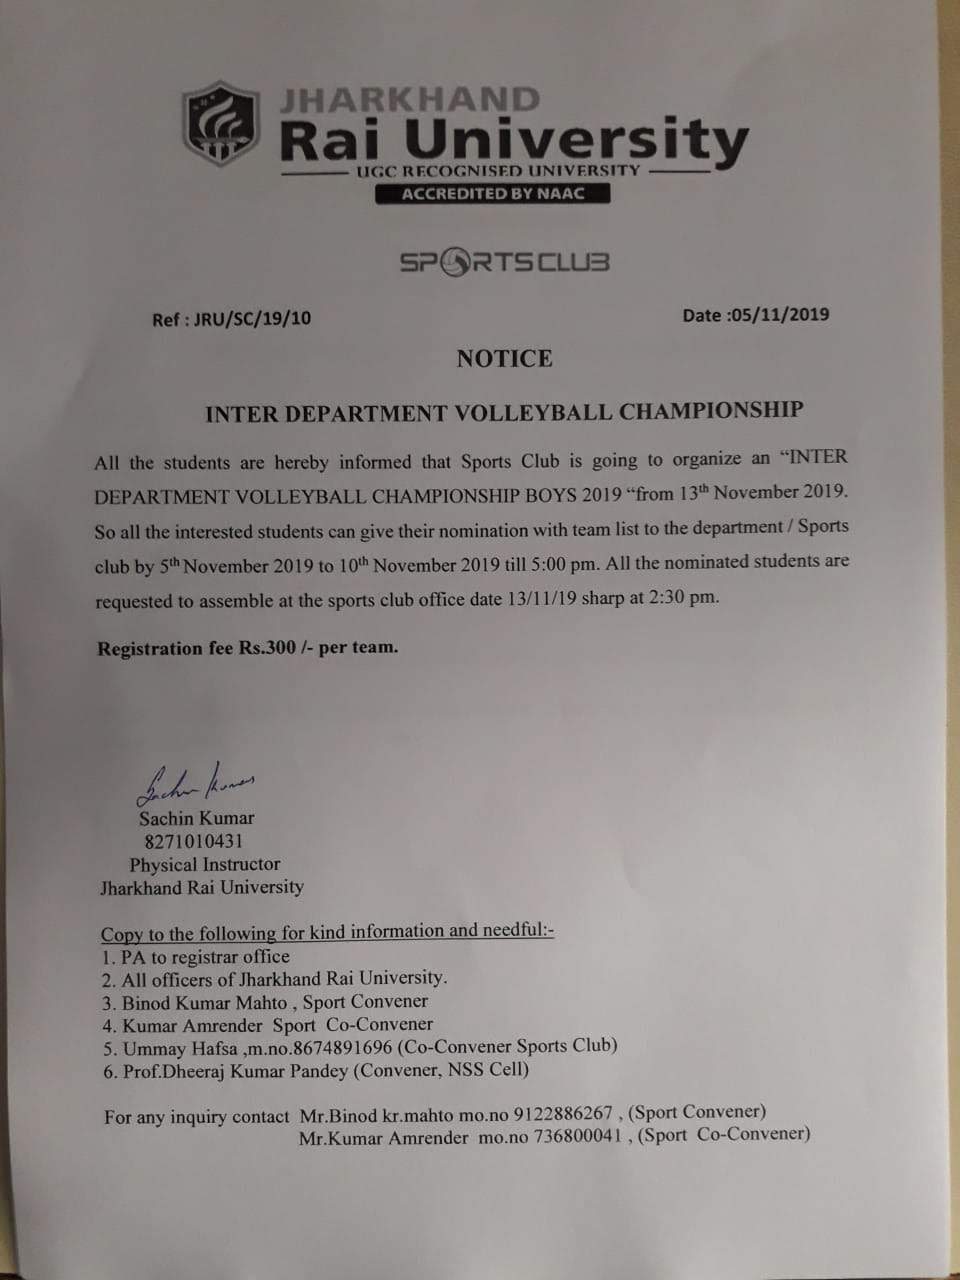 JHARKHAND
Rai University
UGC RECOGNISED UNIVERSITY
ACCREDITED BY NAAC
SPORTS CLUB
Ref : JRU/SC/19/10 Date :05/11/2019
NOTICE
INTER DEPARTMENT VOLLEYBALL CHAMPIONSHIP
All the students are hereby informed that Sports Club is going to organize an “INTER
DEPARTMENT VOLLEYBALL CHAMPIONSHIP BOYS 2019 “from 13th November 2019.
So all the interested students can give their nomination with team list to the department / Sports
club by 5th November 2019 to 10th November 2019 till 5:00 pm. All the nominated students are
requested to assemble at the sports club office date 13/11/19 sharp at 2:30 pm.
Registration fee Rs.300 /- per team.
Sachin Kumar
Sachin Kumar
8271010431
Physical Instructor
Jharkhand Rai University
Copy to the following for kind information and needful:-
1. PA to registrar office
2. All officers of Jharkhand Rai University.
3. Binod Kumar Mahto , Sport Convener
4. Kumar Amrender Sport Co-Convener
5. Ummay Hafsa ,m.no.8674891696 (Co-Convener Sports Club)
6. Prof.Dheeraj Kumar Pandey (Convener, NSS Cell)
For any inquiry contact Mr.Binod kr.mahto mo.no 9122886267 , (Sport Convener)
Mr.Kumar Amrender mo.no 736800041 , (Sport Co-Convener)